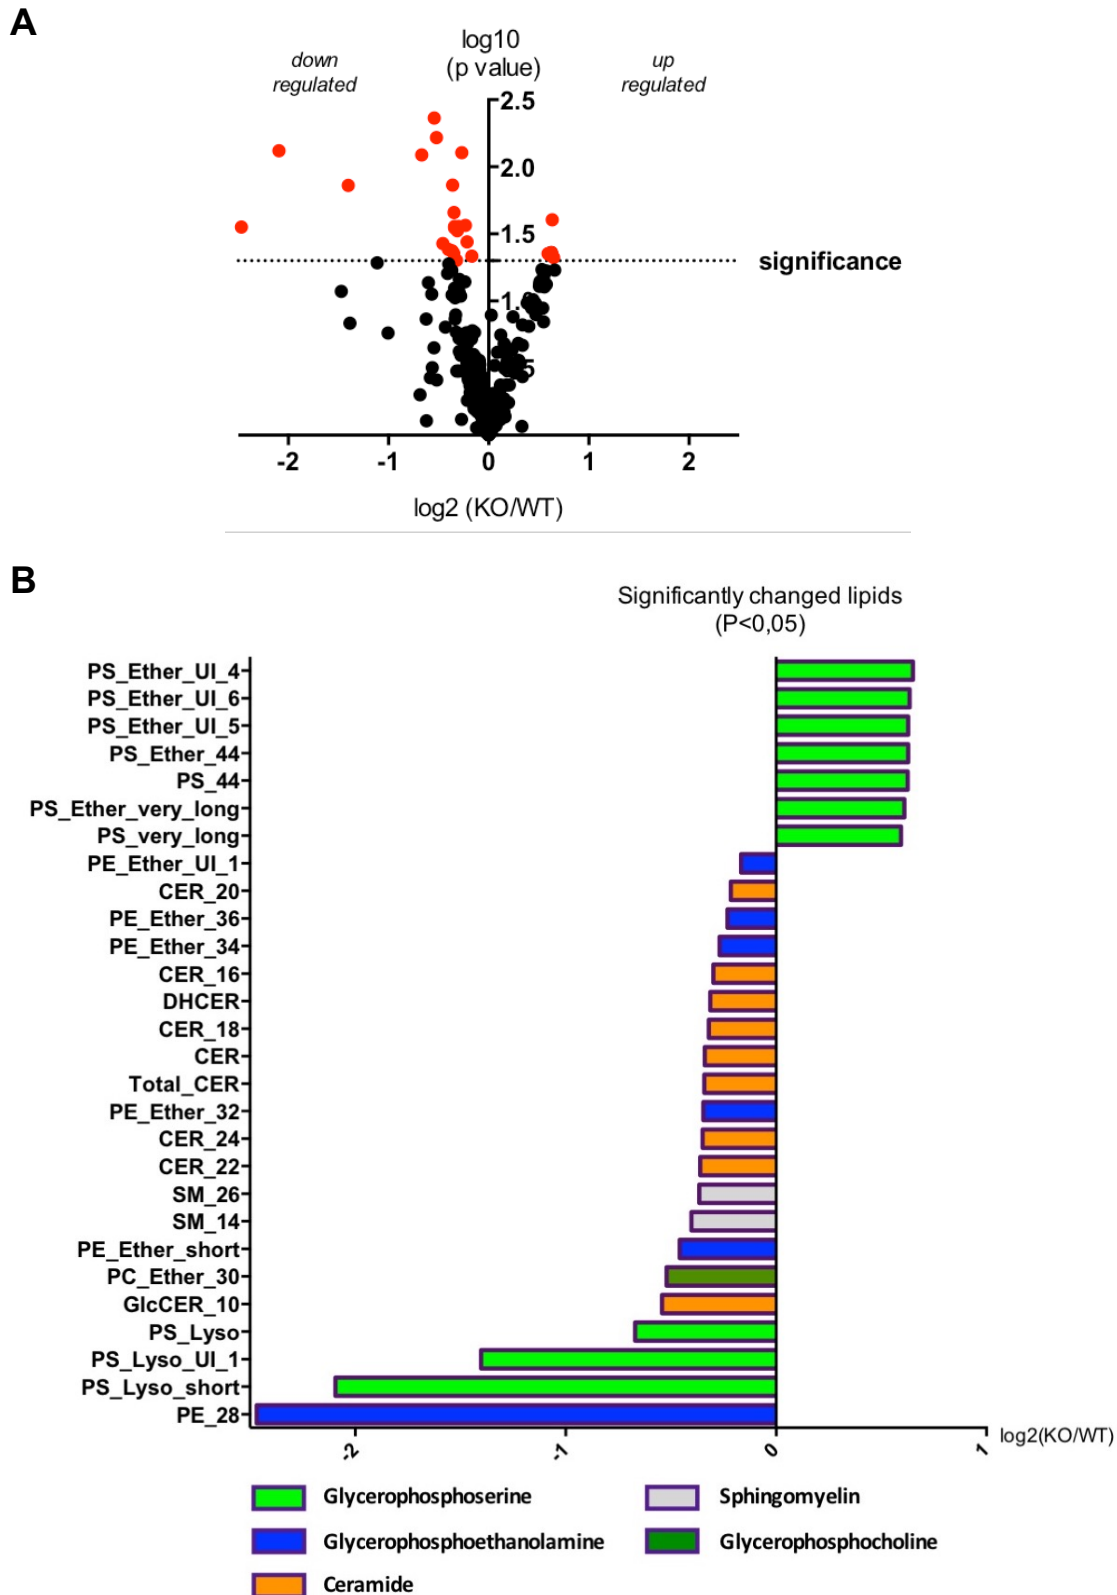 A
log10
(p value)
down
regulated
up
regulated
2.5
2.0
1.5
significance
1.
5
-2
-1
0
1
2
log2 (KO/WT)
B
Significantly changed lipids
(P<0,05)
PS_Ether_UI_4
PS_Ether_UI_6
PS_Ether_UI_5
PS_Ether_44
PS_44
PS_Ether_very_long
PS_very_long
PE_Ether_UI_1
CER_20
PE_Ether_36
PE_Ether_34
CER_16
DHCER
CER_18
CER
Total_CER
PE_Ether_32
CER_24
CER_22
SM_26
SM_14
PE_Ether_short
PC_Ether_30
GlcCER_10
PS_Lyso
PS_Lyso_UI_1
PS_Lyso_short
PE_28
-2
-1
0
1
log2(KO/WT)
Glycerophosphoserine
Sphingomyelin
Glycerophosphoethanolamine
Glycerophosphocholine
Ceramide